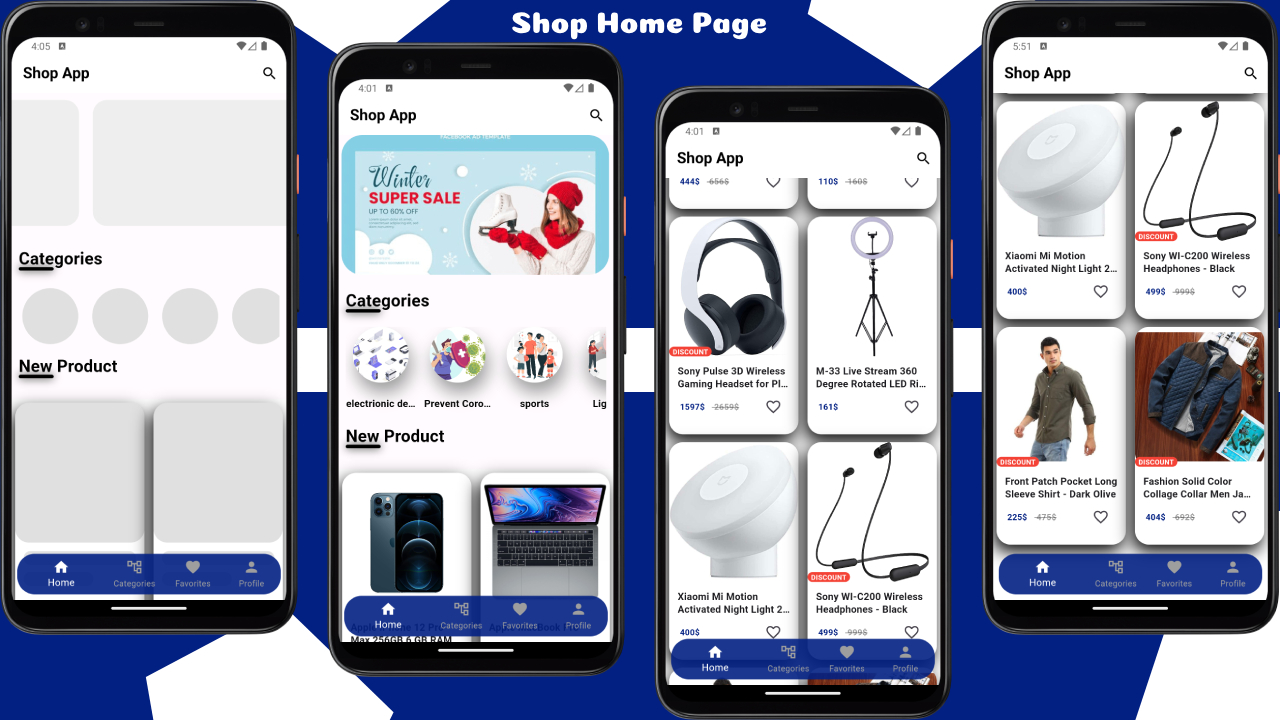 Shop Home Page
4:05
Shop App
Categories
New Product
Home
Categories
Favorites
Profile
4:01
Shop App
FACEBOOK AD TEMPLATE
Winter
SUPER SALE
UP TO 60% OFF
Categories
electrionic de...
Prevent Coro...
sports
Lig
New Product
Max 256GB 6 GB RAM
Home
Categories
Favorites
Profile
4:01
Shop App
444$ 656$
110$ 160$
DISCOUNT
Sony Pulse 3D Wireless
Gaming Headset for Pl...
1597$ 2659$
M-33 Live Stream 360
Degree Rotated LED Ri...
161$
Xiaomi Mi Motion
Activated Night Light 2...
400$
DISCOUNT
Sony WI-C200 Wireless
Headphones - Black
499$ 999$
Home
Categories
Favorites
Profile
5:51
Shop App
Xiaomi Mi Motion
Activated Night Light 2...
400$
DISCOUNT
Sony WI-C200 Wireless
Headphones - Black
499$ 999$
DISCOUNT
Front Patch Pocket Long
Sleeve Shirt - Dark Olive
225$ 475$
DISCOUNT
Fashion Solid Color
Collage Collar Men Ja...
404$ 692$
Home
Categories
Favorites
Profile